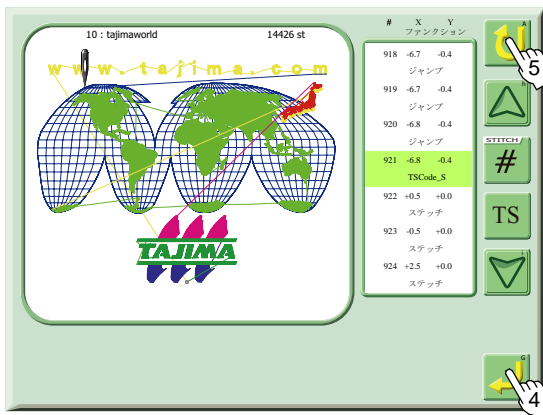 10 : tajimaworld 14426 st
www.tajima.com
TAJIMA
# X Y
ファンクション
918 -6.7 -0.4
ジャンプ
919 -6.7 -0.4
ジャンプ
920 -6.8 -0.4
ジャンプ
921 -6.8 -0.4
TSCode_S
922 +0.5 +0.0
ステッチ
923 -0.5 +0.0
ステッチ
924 +2.5 +0.0
ステッチ
A
5
STITCH
#
TS
G
4